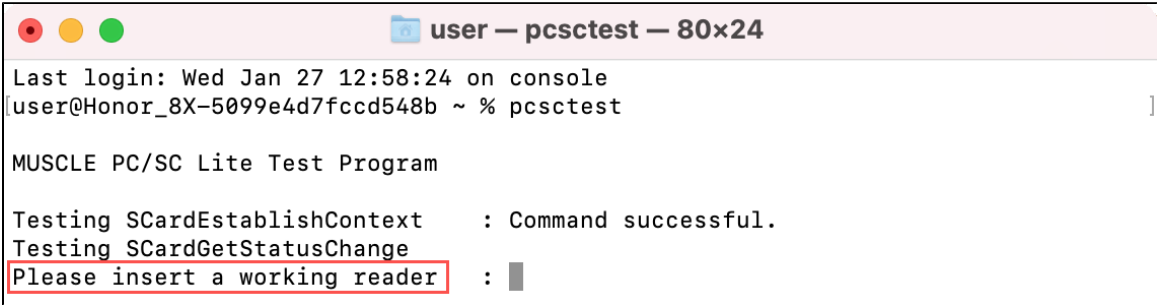 user — pcsctest — 80×24
Last login: Wed Jan 27 12:58:24 on console
[user@Honor_8X-5099e4d7fccd548b ~ % pcsctest ]
MUSCLE PC/SC Lite Test Program
Testing SCardEstablishContext : Command successful.
Testing SCardGetStatusChange
Please insert a working reader :